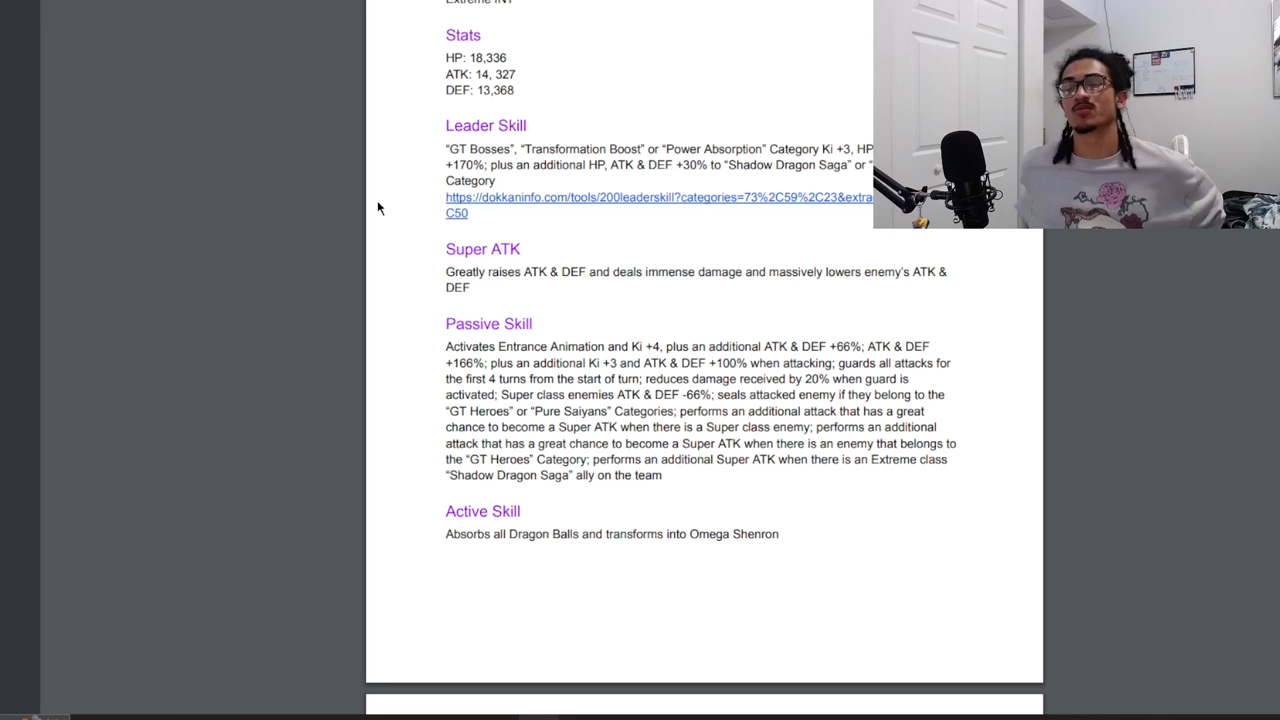 Extreme INT
Stats
HP: 18,336
ATK: 14, 327
DEF: 13,368
Leader Skill
"GT Bosses", "Transformation Boost" or "Power Absorption" Category Ki +3, HP
+170%; plus an additional HP, ATK & DEF +30% to "Shadow Dragon Saga" or "
Category
https://dokkaninfo.com/tools/200leaderskill?categories=73%2C59%2C23&extra
C50
Super ATK
Greatly raises ATK & DEF and deals immense damage and massively lowers enemy's ATK &
DEF
Passive Skill
Activates Entrance Animation and Ki +4, plus an additional ATK & DEF +66%; ATK & DEF
+166%; plus an additional Ki +3 and ATK & DEF +100% when attacking; guards all attacks for
the first 4 turns from the start of turn; reduces damage received by 20% when guard is
activated; Super class enemies ATK & DEF -66%; seals attacked enemy if they belong to the
"GT Heroes" or "Pure Saiyans" Categories; performs an additional attack that has a great
chance to become a Super ATK when there is a Super class enemy; performs an additional
attack that has a great chance to become a Super ATK when there is an enemy that belongs to
the "GT Heroes" Category; performs an additional Super ATK when there is an Extreme class
"Shadow Dragon Saga" ally on the team
Active Skill
Absorbs all Dragon Balls and transforms into Omega Shenron